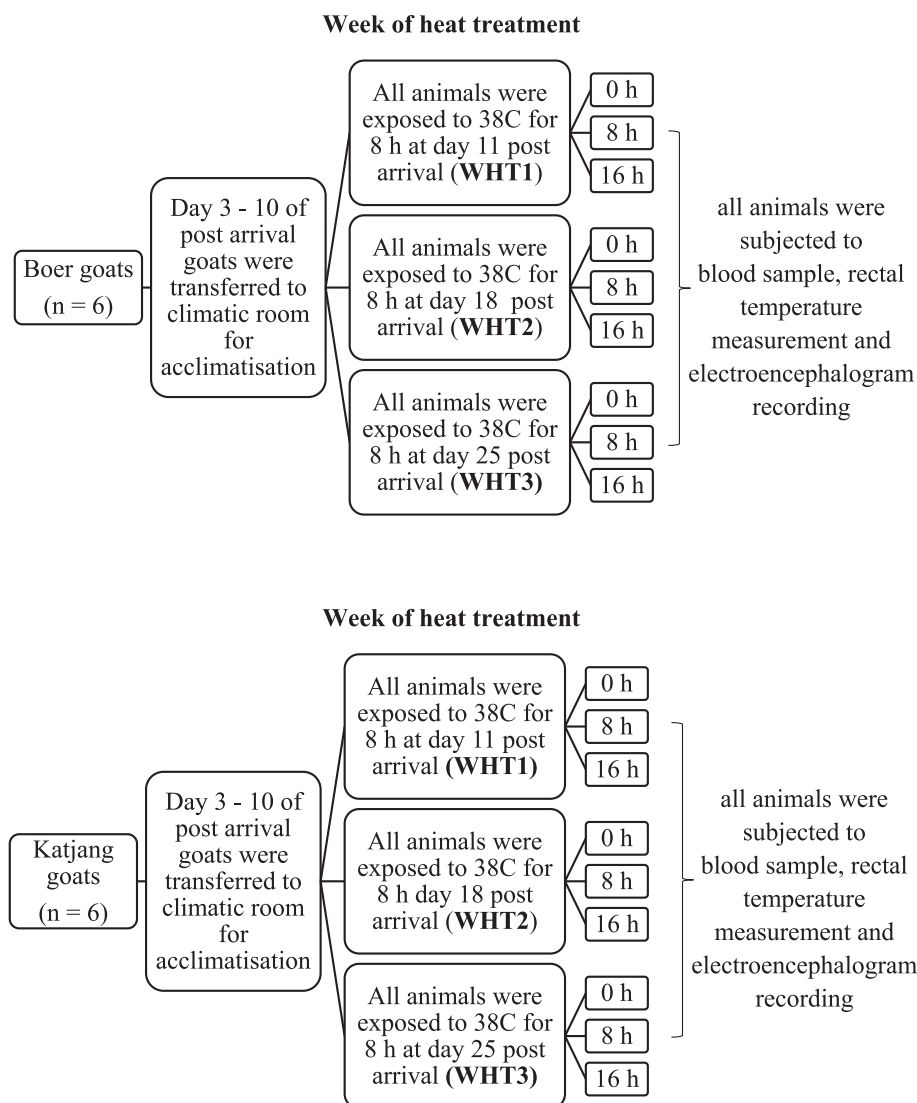 Week of heat treatment
Boer goats
(n = 6)
Day 3 - 10 of
post arrival
goats were
transferred to
climatic room
for
acclimatisation
All animals were
exposed to 38C for
8 h at day 11 post
arrival (WHT1)
0 h
8 h
16 h
All animals were
exposed to 38C for
8 h at day 18 post
arrival (WHT2)
0 h
8 h
16 h
All animals were
exposed to 38C for
8 h at day 25 post
arrival (WHT3)
0 h
8 h
16 h
all animals were
subjected to
blood sample, rectal
temperature
measurement and
electroencephalogram
recording
Week of heat treatment
Katjang
goats
(n = 6)
Day 3 - 10 of
post arrival
goats were
transferred to
climatic room
for
acclimatisation
All animals were
exposed to 38C for
8 h at day 11 post
arrival (WHT1)
0 h
8 h
16 h
All animals were
exposed to 38C for
8 h day 18 post
arrival (WHT2)
0 h
8 h
16 h
All animals were
exposed to 38C for
8 h at day 25 post
arrival (WHT3)
0 h
8 h
16 h
all animals were
subjected to
blood sample, rectal
temperature
measurement and
electroencephalogram
recording